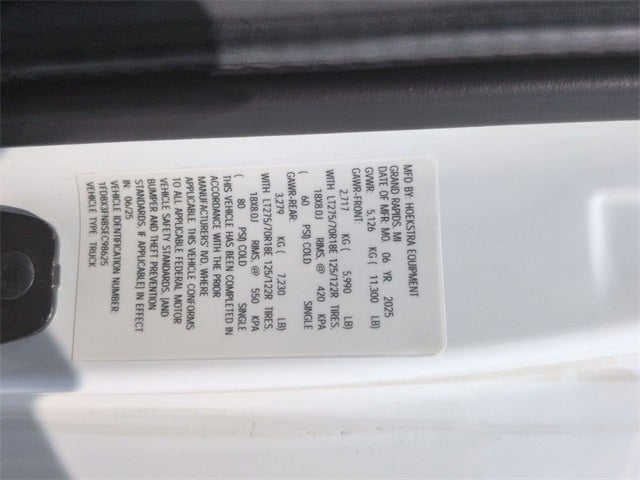 MFD BY: HOEKSTRA EQUIPMENT
GRAND RAPIDS, MI
DATE OF MFR: MO. 06 YR. 2025
GVWR: 5,126 KG ( 11,300 LB)
GAWR-FRONT:
2,717 KG ( 5,990 LB)
WITH LT275/70R18E 125/122R TIRES.
18X8.0J RIMS, @ 420 KPA
( 60 PSI) COLD SINGLE
GAWR-REAR:
3,279 KG ( 7,230 LB)
WITH LT275/70R18E 125/122R TIRES.
18X8.0J RIMS, @ 550 KPA
( 80 PSI) COLD SINGLE
THIS VEHICLE HAS BEEN COMPLETED IN
ACCORDANCE WITH THE PRIOR
MANUFACTURERS' IVD, WHERE
APPLICABLE. THIS VEHICLE CONFORMS
TO ALL APPLICABLE FEDERAL MOTOR
VEHICLE SAFETY STANDARDS, [AND
BUMPER AND THEFT PREVENTION
STANDARDS, IF APPLICABLE] IN EFFECT
IN: 06/25
VEHICLE IDENTIFICATION NUMBER:
1FD8X3FN8SEC98625
VEHICLE TYPE: TRUCK